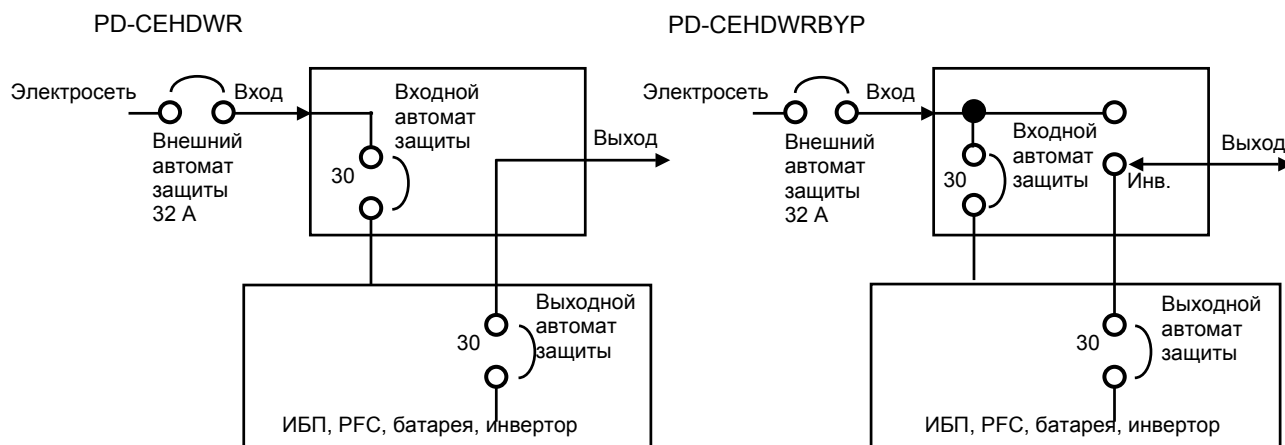 PD-CEHDWR
Электросеть
Вход
Внешний
автомат
защиты
32 А
Входной
автомат
защиты
30
Выход
Выходной
автомат
защиты
30
ИБП, PFC, батарея, инвертор
PD-CEHDWRBYP
Электросеть
Вход
Внешний
автомат
защиты
32 А
Входной
автомат
защиты
30
Инв.
Выход
Выходной
автомат
защиты
30
ИБП, PFC, батарея, инвертор